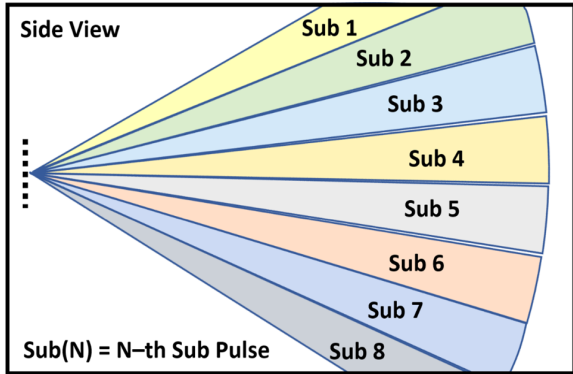 Side View
Sub 1
Sub 2
Sub 3
Sub 4
Sub 5
Sub 6
Sub 7
Sub 8
Sub(N) = N–th Sub Pulse